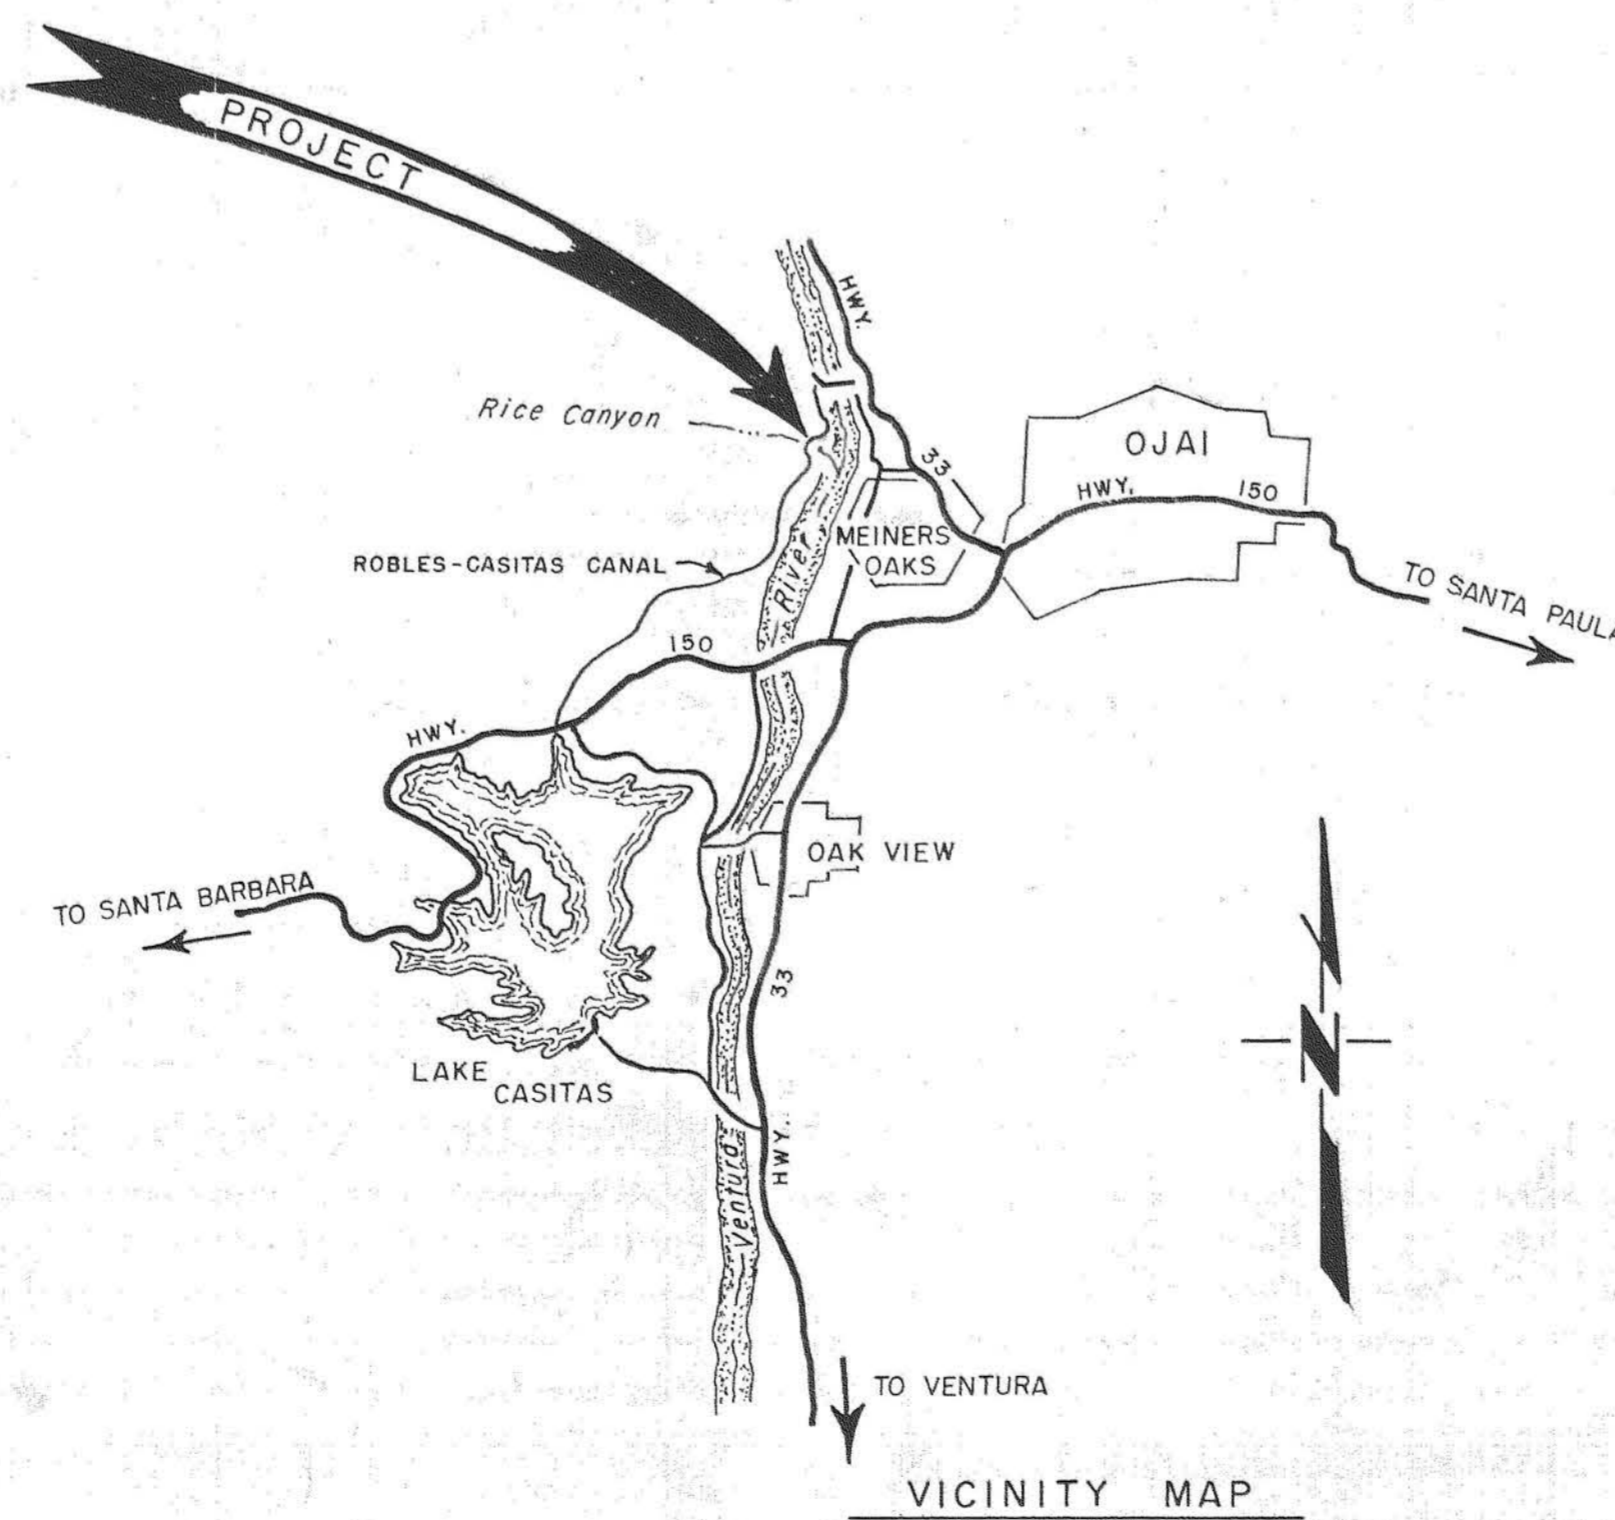 PROJECT
HWY.
Rice Canyon
33
OJAI
HWY. 150
MEINERS
OAKS
ROBLES-CASITAS CANAL
River
TO SANTA PAULA
150
HWY.
OAK VIEW
TO SANTA BARBARA
33
N
LAKE
CASITAS
HWY.
Ventura
TO VENTURA
VICINITY MAP